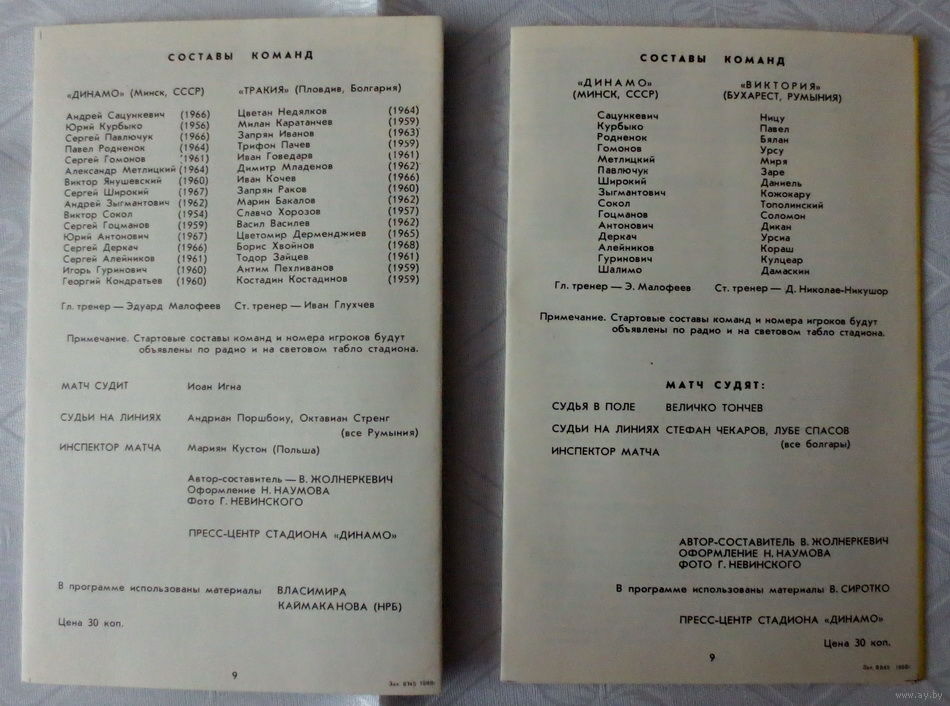 СОСТАВЫ КОМАНД
«ДИНАМО» (Минск, СССР) «ТРАКИЯ» (Пловдив, Болгария)
Андрей Сацункевич (1966) Цветан Недялков (1964)
Юрий Курбыко (1956) Милан Каратанчев (1959)
Сергей Павлючук (1966) Запрян Иванов (1963)
Павел Родненок (1964) Трифон Пачев (1959)
Сергей Гомонов (1961) Иван Говедарв (1961)
Александр Метлицкий (1964) Димитр Младенов (1962)
Виктор Янушевский (1960) Иван Кочев (1966)
Сергей Широкий (1967) Запрян Раков (1960)
Андрей Зыгмантович (1962) Марин Бакалов (1962)
Виктор Сокол (1954) Славчо Хорозов (1957)
Сергей Гоцманов (1959) Васил Василев (1962)
Юрий Антонович (1967) Цветомир Дерменджиев (1965)
Сергей Деркач (1966) Борис Хвойнов (1968)
Сергей Алейников (1961) Тодор Зайцев (1961)
Игорь Гуринович (1960) Антим Пехливанов (1959)
Георгий Кондратьев (1960) Костадин Костадинов (1959)
Гл. тренер — Эдуард Малофеев Ст. тренер — Иван Глухчев
Примечание. Стартовые составы команд и номера игроков будут
объявлены по радио и на световом табло стадиона.
МАТЧ СУДИТ Иоан Игна
СУДЬИ НА ЛИНИЯХ Андриан Поршбоиу, Октавиан Стренг
(все Румыния)
ИНСПЕКТОР МАТЧА Мариян Кустон (Польша)
Автор-составитель — В. ЖОЛНЕРКЕВИЧ
Оформление Н. НАУМОВА
Фото Г. НЕВИНСКОГО
ПРЕСС-ЦЕНТР СТАДИОНА «ДИНАМО»
В программе использованы материалы ВЛАСИМИРА
КАЙМАКАНОВА (НРБ)
Цена 30 коп.
9
СОСТАВЫ КОМАНД
«ДИНАМО» «ВИКТОРИЯ»
(МИНСК, СССР) (БУХАРЕСТ, РУМЫНИЯ)
Сацункевич Ницу
Курбыко Павел
Родненок Бялан
Гомонов Урсу
Метлицкий Миря
Павлючук Заре
Широкий Даниель
Зыгмантович Кожокару
Сокол Тополинский
Гоцманов Соломон
Антонович Дикан
Деркач Урсиа
Алейников Кораш
Гуринович Кулцеар
Шалимо Дамаскин
Гл. тренер — Э. Малофеев Ст. тренер — Д. Николае-Никушор
Примечание. Стартовые составы команд и номера игроков будут
объявлены по радио и на световом табло стадиона.
МАТЧ СУДЯТ:
СУДЬЯ В ПОЛЕ ВЕЛИЧКО ТОНЧЕВ
СУДЬИ НА ЛИНИЯХ СТЕФАН ЧЕКАРОВ, ЛУБЕ СПАСОВ
(все болгары)
ИНСПЕКТОР МАТЧА
АВТОР-СОСТАВИТЕЛЬ В. ЖОЛНЕРКЕВИЧ
ОФОРМЛЕНИЕ Н. НАУМОВА
ФОТО Г. НЕВИНСКОГО
В программе использованы материалы В. СИРОТКО
ПРЕСС-ЦЕНТР СТАДИОНА «ДИНАМО»
Цена 30 коп.
9
www.ay.by